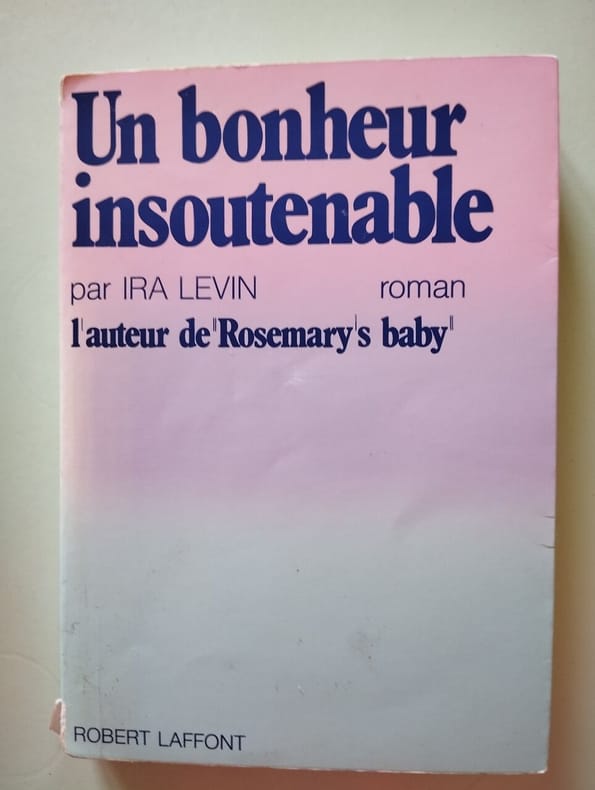 Un bonheur
insoutenable
par IRA LEVIN roman
l'auteur de "Rosemary's baby"
ROBERT LAFFONT